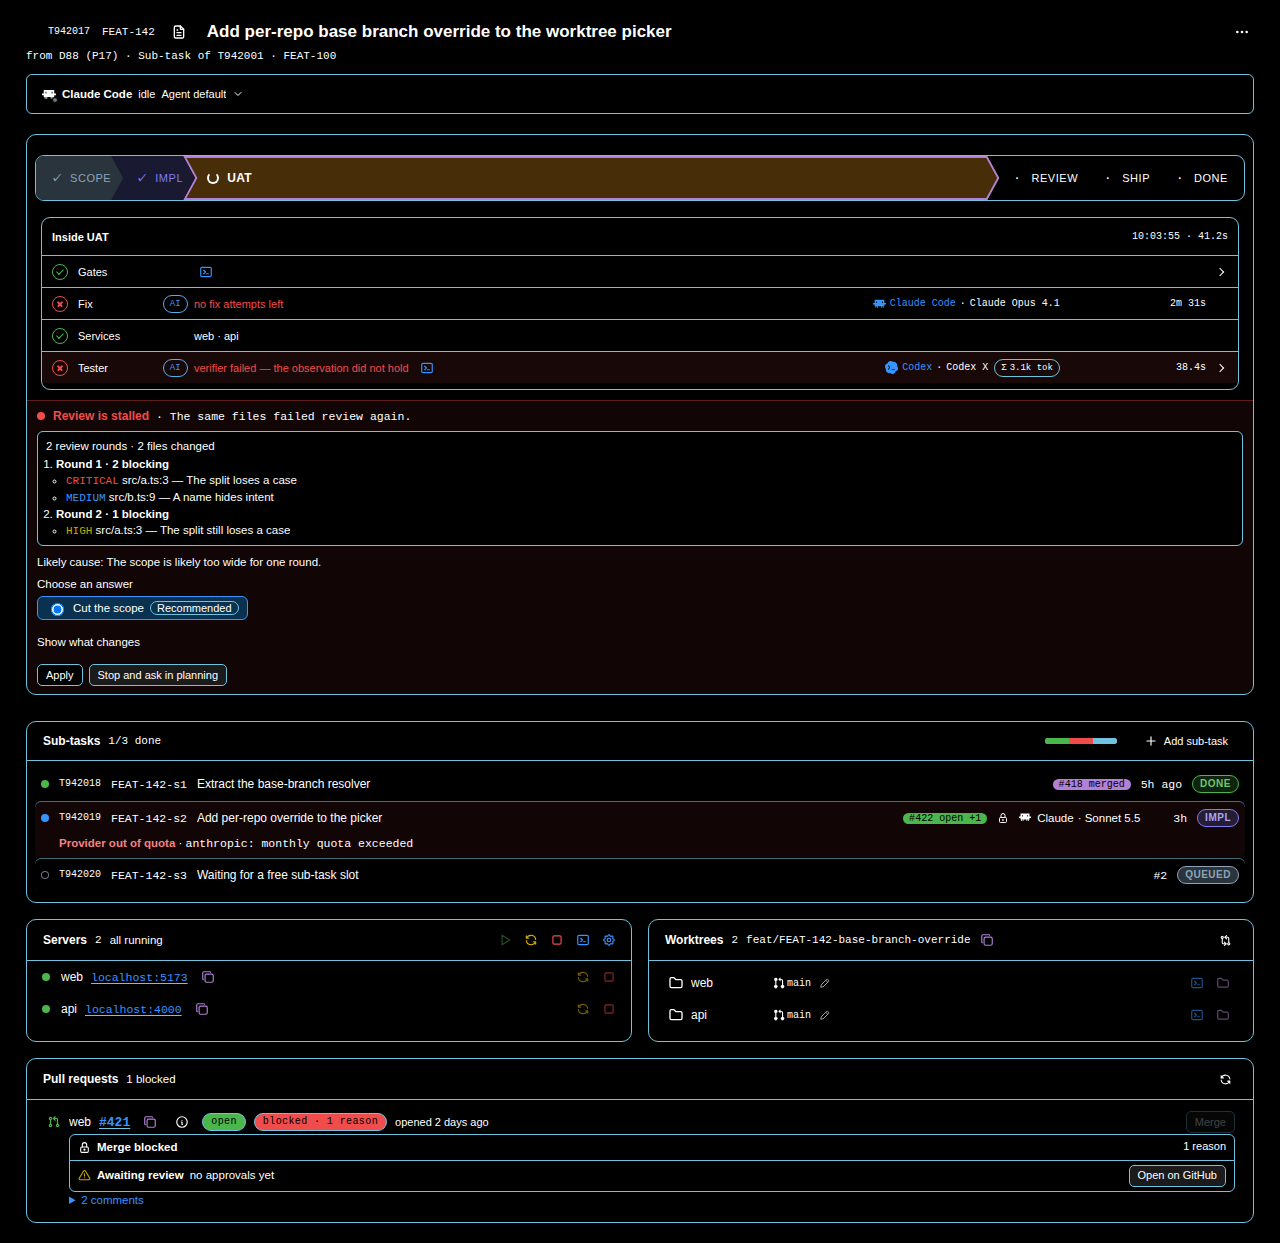 T942017 FEAT-142 Add per-repo base branch override to the worktree picker
from D88 (P17) · Sub-task of T942001 · FEAT-100
Claude Code idle Agent default
SCOPE IMPL UAT · REVIEW · SHIP · DONE
Inside UAT 10:03:55 · 41.2s
Gates
Fix AI no fix attempts left Claude Code · Claude Opus 4.1 2m 31s
Services web · api
Tester AI verifier failed — the observation did not hold Codex · Codex X Σ 3.1k tok 38.4s
Review is stalled · The same files failed review again.
2 review rounds · 2 files changed
1. Round 1 · 2 blocking
CRITICAL src/a.ts:3 — The split loses a case
MEDIUM src/b.ts:9 — A name hides intent
2. Round 2 · 1 blocking
HIGH src/a.ts:3 — The split still loses a case
Likely cause: The scope is likely too wide for one round.
Choose an answer
Cut the scope Recommended
Show what changes
Apply Stop and ask in planning
Sub-tasks 1/3 done Add sub-task
T942018 FEAT-142-s1 Extract the base-branch resolver #418 merged 5h ago DONE
T942019 FEAT-142-s2 Add per-repo override to the picker #422 open +1 Claude · Sonnet 5.5 3h IMPL
Provider out of quota · anthropic: monthly quota exceeded
T942020 FEAT-142-s3 Waiting for a free sub-task slot #2 QUEUED
Servers 2 all running
web localhost:5173
api localhost:4000
Worktrees 2 feat/FEAT-142-base-branch-override
web main
api main
Pull requests 1 blocked
web #421 open blocked · 1 reason opened 2 days ago Merge
Merge blocked 1 reason
Awaiting review no approvals yet Open on GitHub
2 comments